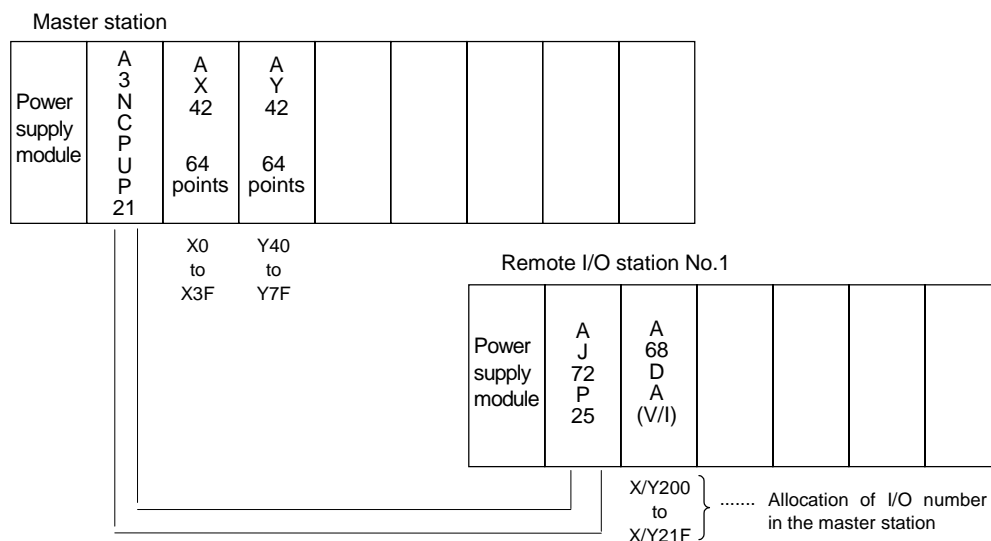 Master station
Power
supply
module
A
3
N
C
P
U
P
21
A
X
42
64
points
A
Y
42
64
points
X0
to
X3F
Y40
to
Y7F
Remote I/O station No.1
Power
supply
module
A
J
72
P
25
A
68
D
A
(V/I)
X/Y200
to
X/Y21F
....... Allocation of I/O number
in the master station